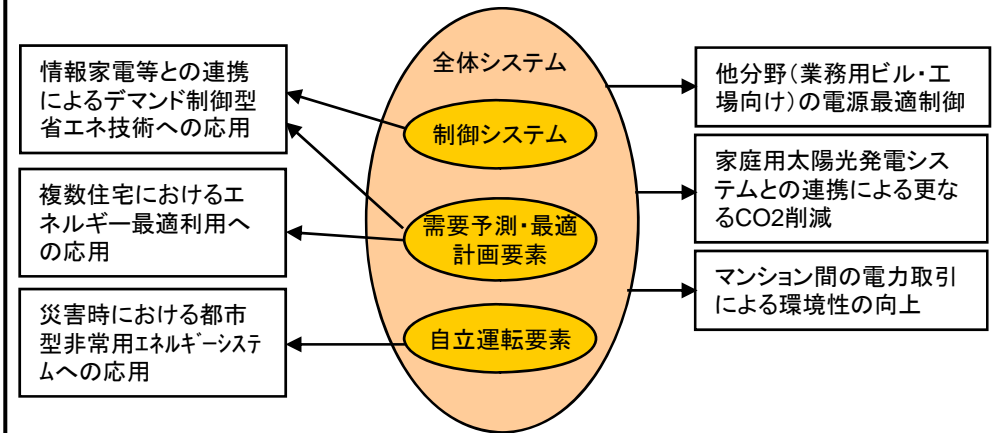 情報家電等との連携
によるデマンド制御型
省エネ技術への応用
複数住宅におけるエ
ネルギー最適利用へ
の応用
災害時における都市
型非常用ｴﾈﾙｷﾞｰｼｽﾃ
ﾑへの応用
全体システム
制御システム
需要予測・最適
計画要素
自立運転要素
他分野（業務用ビル・工
場向け）の電源最適制御
家庭用太陽光発電シス
テムとの連携による更な
るCO2削減
マンション間の電力取引
による環境性の向上